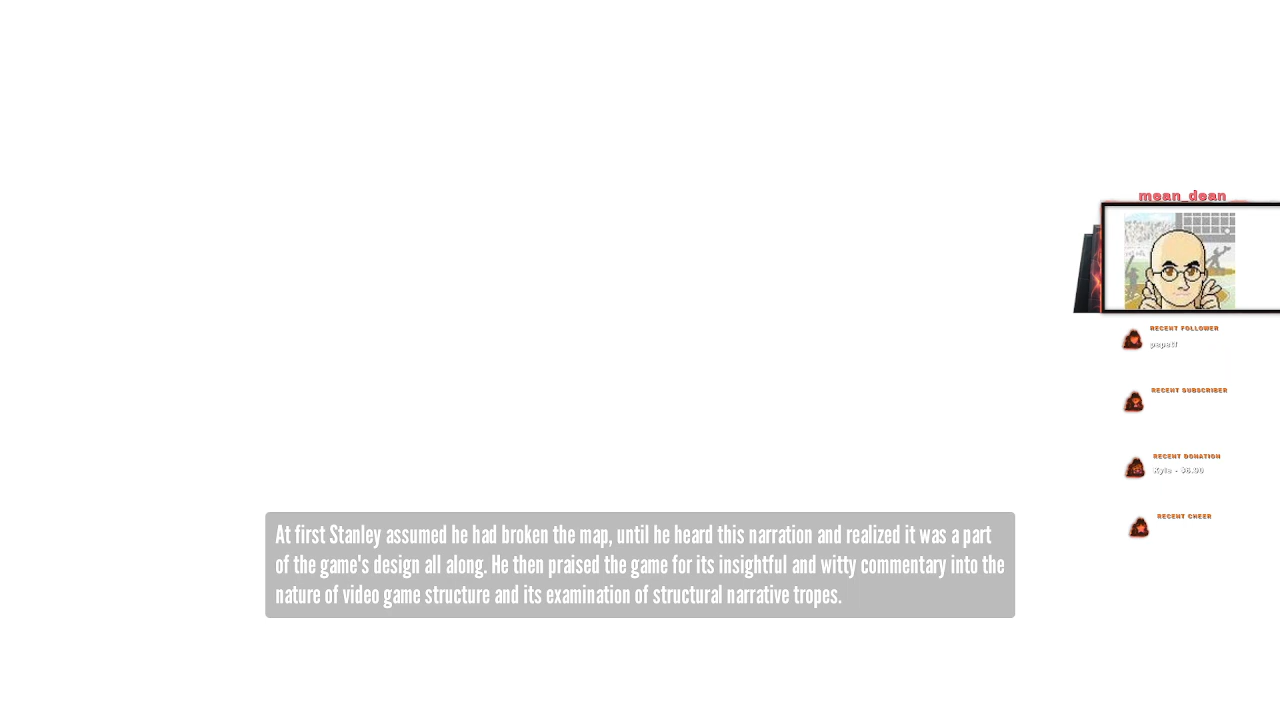 mean_dean
RECENT FOLLOWER
RECENT SUBSCRIBER
RECENT DONATION
Kyle - $6.90
RECENT CHEER
At first Stanley assumed he had broken the map, until he heard this narration and realized it was a part
of the game's design all along. He then praised the game for its insightful and witty commentary into the
nature of video game structure and its examination of structural narrative tropes.